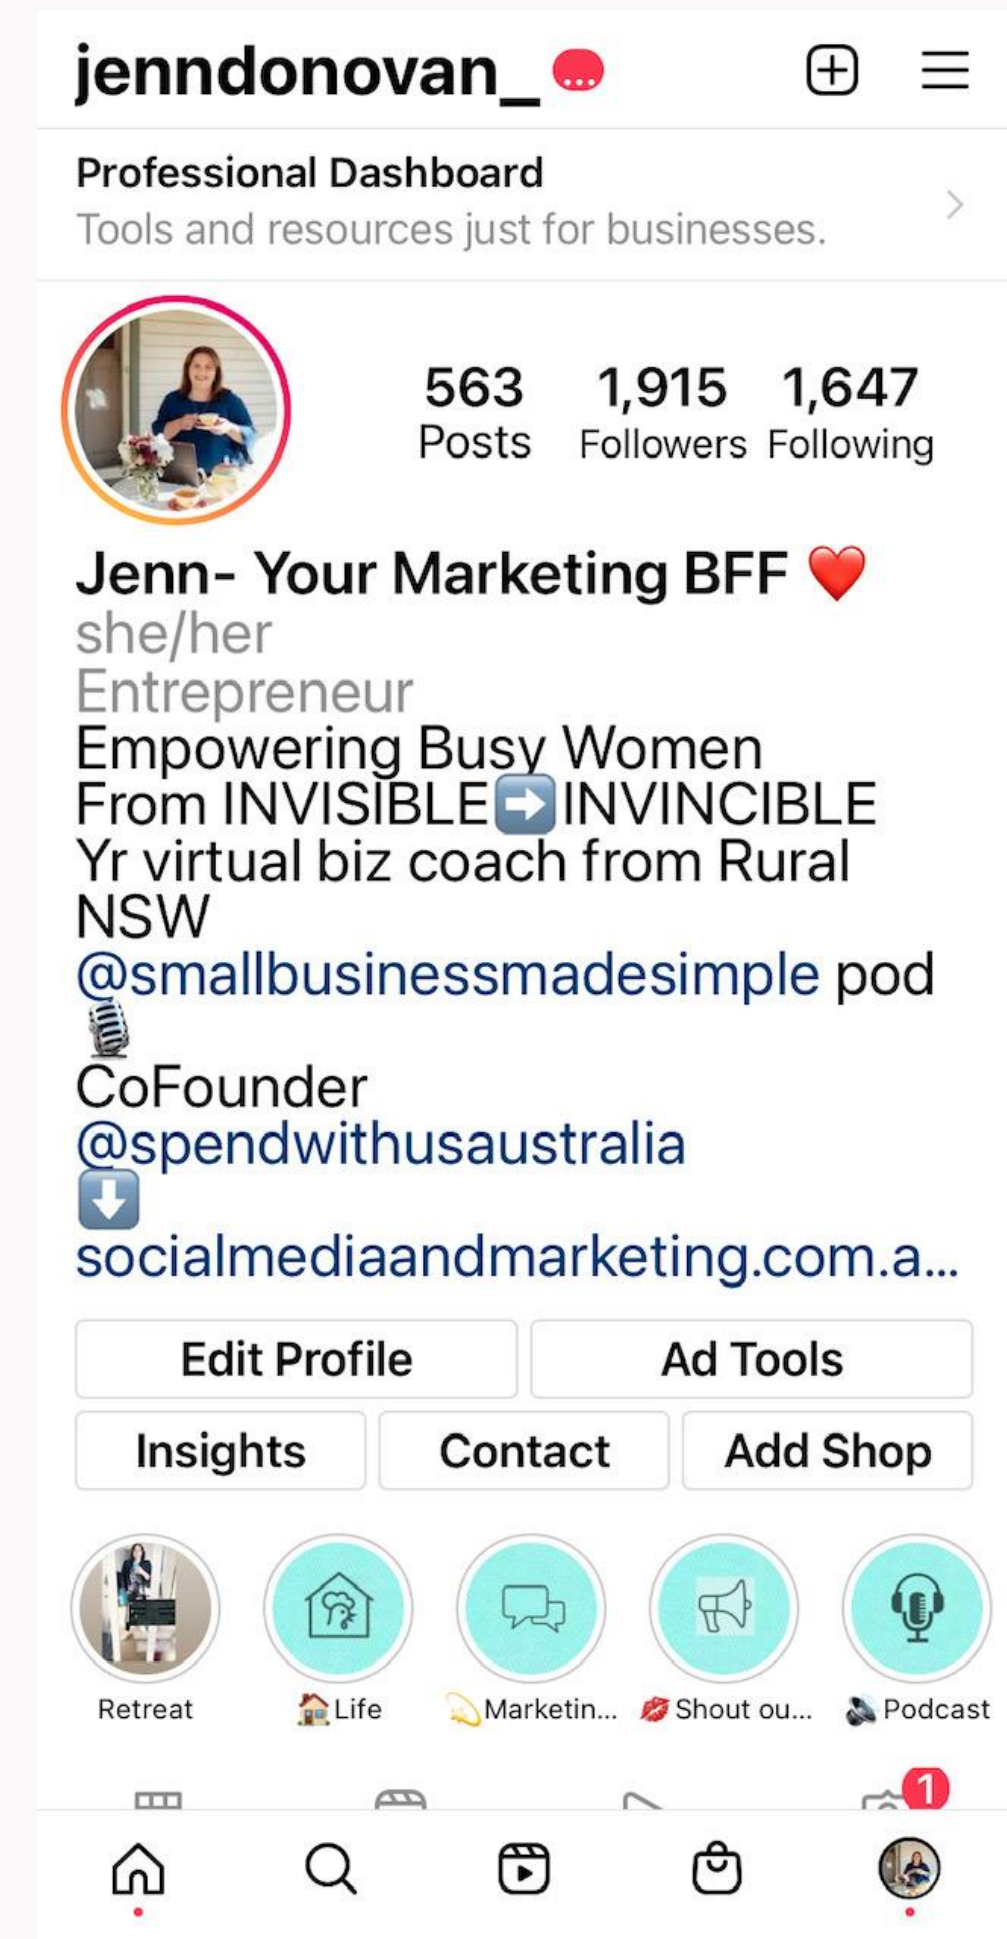 jenndonovan_ ...
Professional Dashboard
Tools and resources just for businesses.
563 1,915 1,647
Posts Followers Following
Jenn- Your Marketing BFF ❤️
she/her
Entrepreneur
Empowering Busy Women
From INVISIBLE➡️INVINCIBLE
Yr virtual biz coach from Rural
NSW
@smallbusinessmadesimple pod
🎙️
CoFounder
@spendwithusaustralia
⬇️
socialmediaandmarketing.com.a...
Edit Profile Ad Tools
Insights Contact Add Shop
Retreat 🏠Life 💫Marketin... 💋Shout ou... 🔊Podcast
1